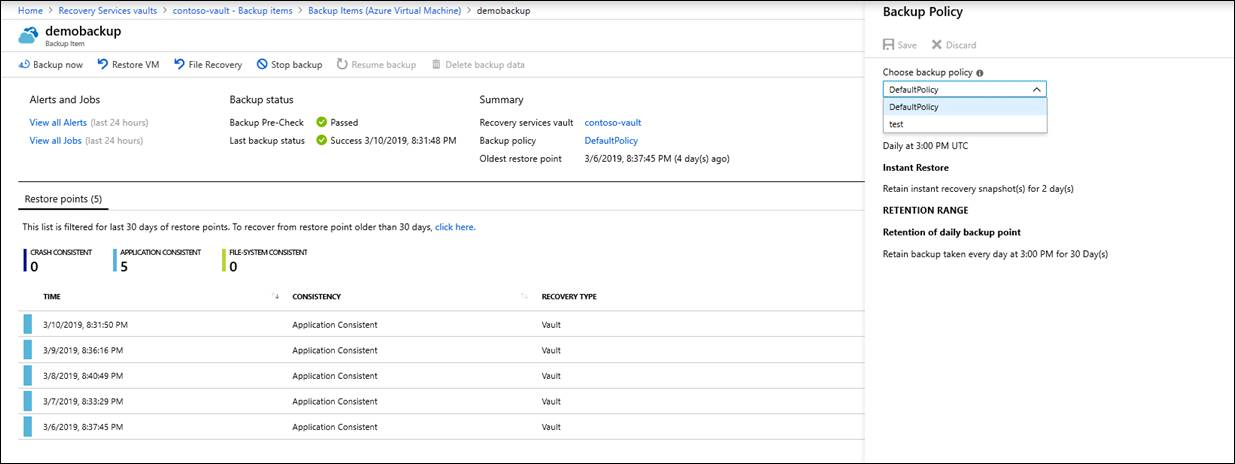 Home > Recovery Services vaults > contoso-vault - Backup items > Backup Items (Azure Virtual Machine) > demobackup
demobackup
Backup Item
Backup now Restore VM File Recovery Stop backup Resume backup Delete backup data
Alerts and Jobs
View all Alerts (last 24 hours)
View all Jobs (last 24 hours)
Backup status
Backup Pre-Check Passed
Last backup status Success 3/10/2019, 8:31:48 PM
Summary
Recovery services vault contoso-vault
Backup policy DefaultPolicy
Oldest restore point 3/6/2019, 8:37:45 PM (4 day(s) ago)
Restore points (5)
This list is filtered for last 30 days of restore points. To recover from restore point older than 30 days, click here.
CRASH CONSISTENT
0
APPLICATION CONSISTENT
5
FILE-SYSTEM CONSISTENT
0
TIME CONSISTENCY RECOVERY TYPE
3/10/2019, 8:31:50 PM Application Consistent Vault
3/9/2019, 8:36:16 PM Application Consistent Vault
3/8/2019, 8:40:49 PM Application Consistent Vault
3/7/2019, 8:33:29 PM Application Consistent Vault
3/6/2019, 8:37:45 PM Application Consistent Vault
Backup Policy
Save Discard
Choose backup policy
DefaultPolicy
DefaultPolicy
test
Daily at 3:00 PM UTC
Instant Restore
Retain instant recovery snapshot(s) for 2 day(s)
RETENTION RANGE
Retention of daily backup point
Retain backup taken every day at 3:00 PM for 30 Day(s)